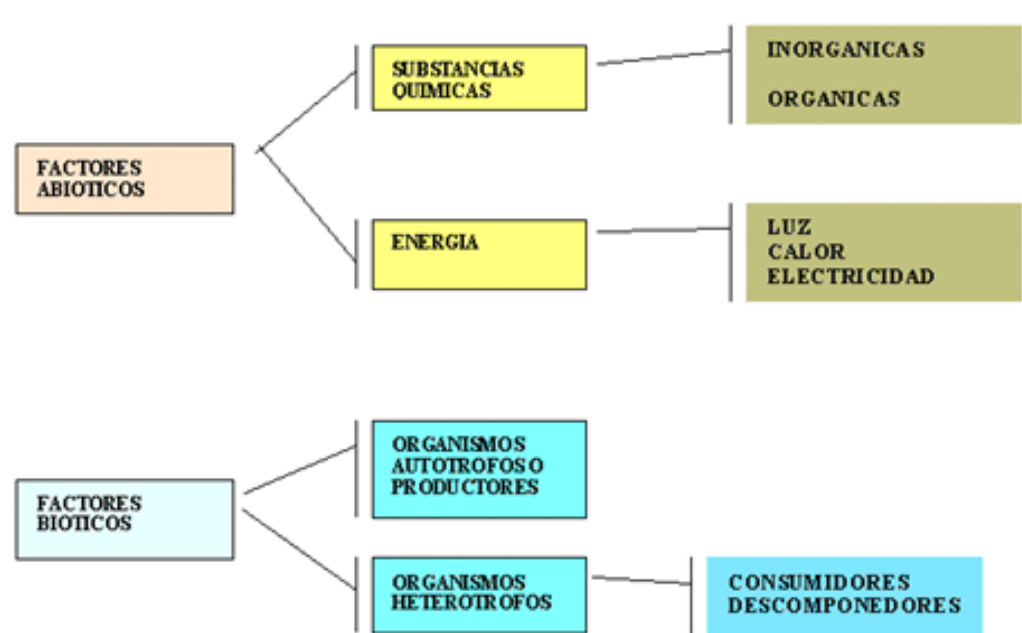 FACTORES
ABIOTICOS
SUBSTANCIAS
QUIMICAS
INORGANICAS
ORGANICAS
ENERGIA
LUZ
CALOR
ELECTRICIDAD
FACTORES
BIOTICOS
ORGANISMOS
AUTOTROFOS O
PRODUCTORES
ORGANISMOS
HETEROTROFOS
CONSUMIDORES
DESCOMPONEDORES